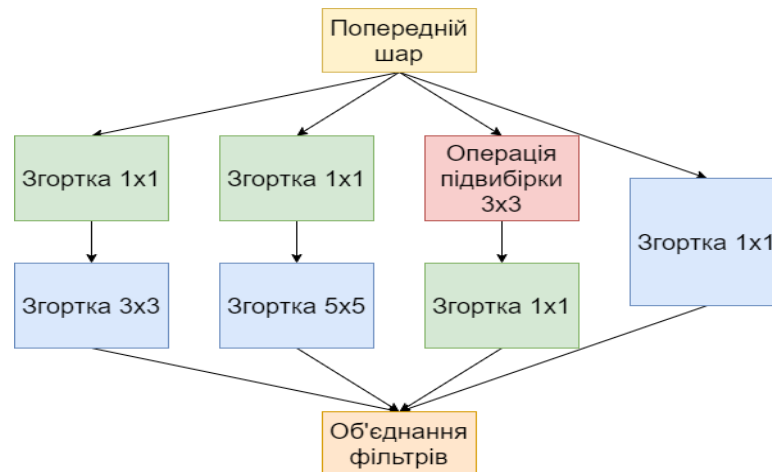 Попередній
шар
Згортка 1x1
Згортка 1x1
Операція
підвибірки
3x3
Згортка 1x1
Згортка 3x3
Згортка 5x5
Згортка 1x1
Об'єднання
фільтрів